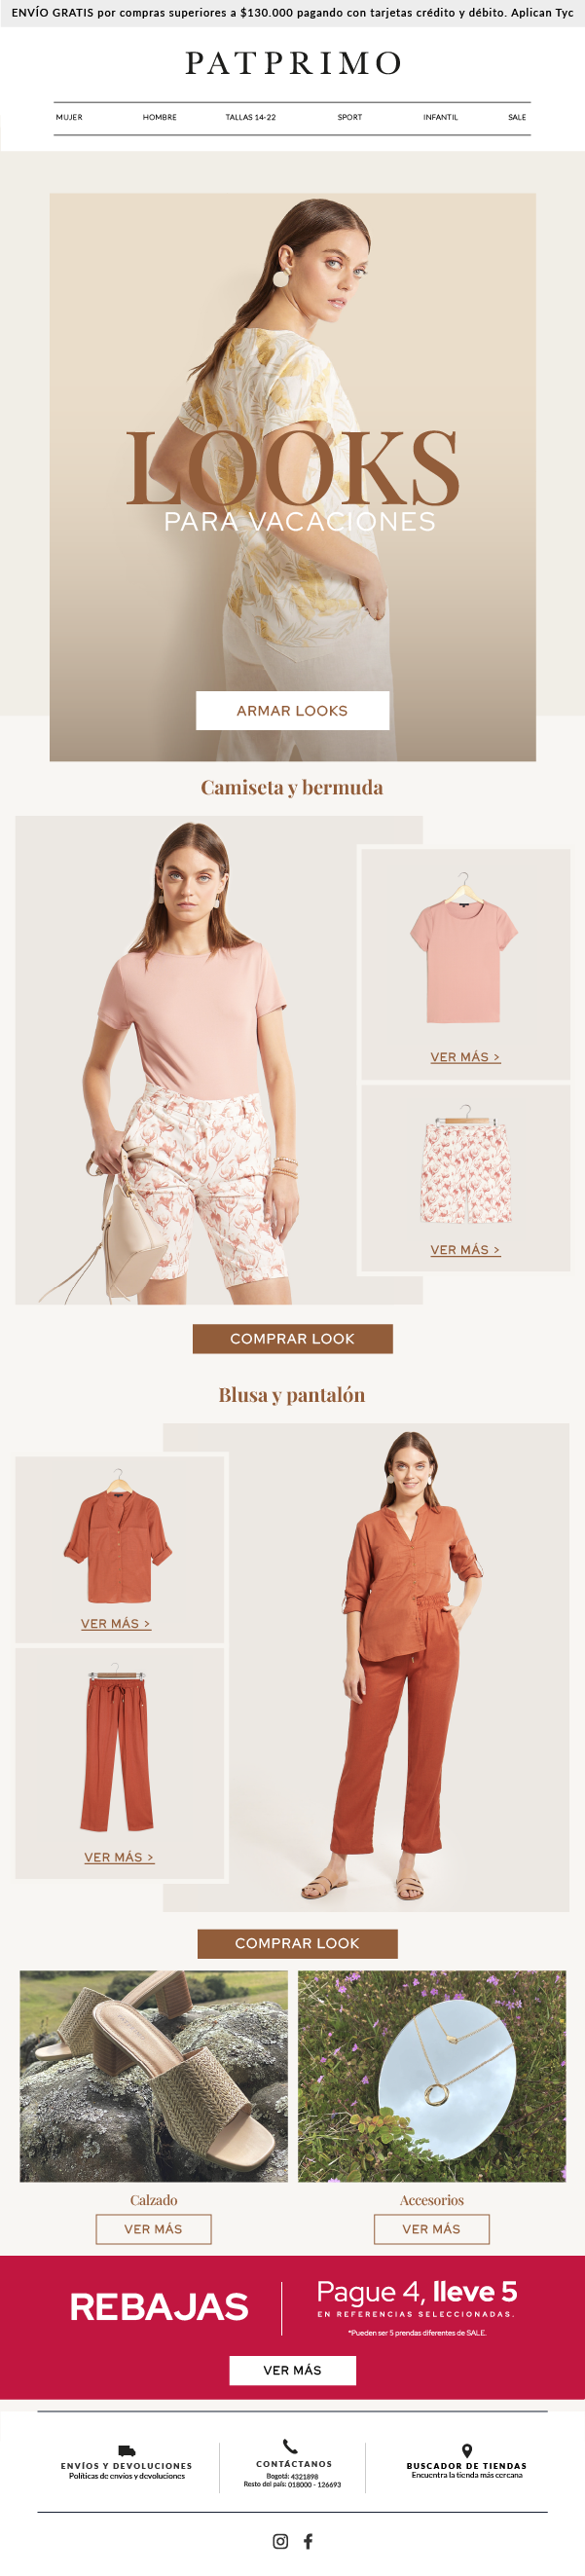 ENVÍO GRATIS por compras superiores a $130.000 pagando con tarjetas crédito y débito. Aplican Tyc
PATPRIMO
MUJER HOMBRE TALLAS 14-22 SPORT INFANTIL SALE
LOOKS
PARA VACACIONES
ARMAR LOOKS
Camiseta y bermuda
VER MÁS >
VER MÁS >
COMPRAR LOOK
Blusa y pantalón
VER MÁS >
VER MÁS >
COMPRAR LOOK
Calzado
VER MÁS
Accesorios
VER MÁS
REBAJAS
Pague 4, lleve 5
EN REFERENCIAS SELECCIONADAS.
*Pueden ser 5 prendas diferentes de SALE.
VER MÁS
ENVÍOS Y DEVOLUCIONES
Políticas de envíos y devoluciones
CONTÁCTANOS
Bogotá: 4321898
Resto del país: 018000 - 126693
BUSCADOR DE TIENDAS
Encuentra la tienda más cercana